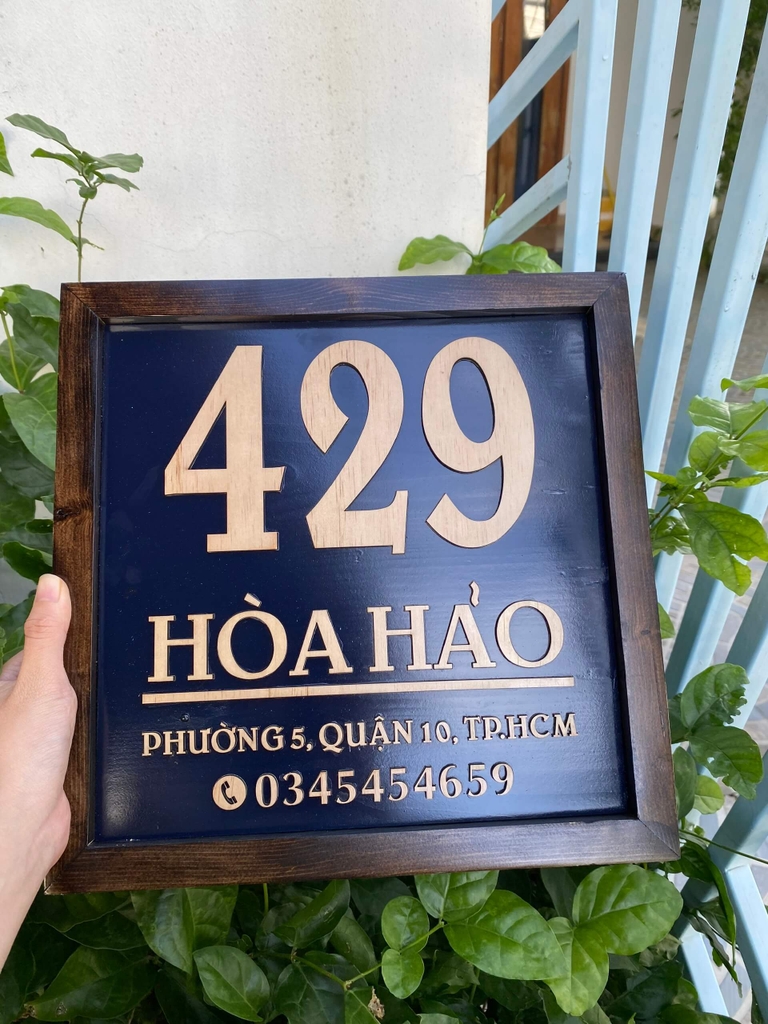 429
HÒA HẢO
PHƯỜNG 5, QUẬN 10, TP.HCM
0345454659